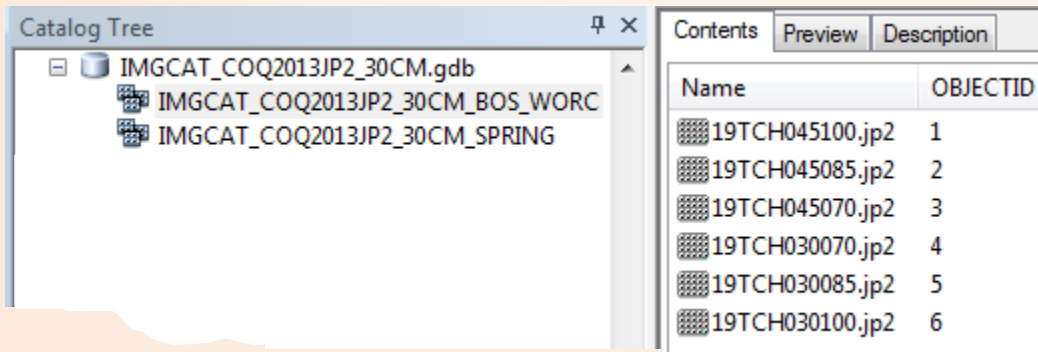 Catalog Tree
IMGCAT_COQ2013JP2_30CM.gdb
IMGCAT_COQ2013JP2_30CM_BOS_WORC
IMGCAT_COQ2013JP2_30CM_SPRING
Contents Preview Description
Name OBJECTID
19TCH045100.jp2 1
19TCH045085.jp2 2
19TCH045070.jp2 3
19TCH030070.jp2 4
19TCH030085.jp2 5
19TCH030100.jp2 6